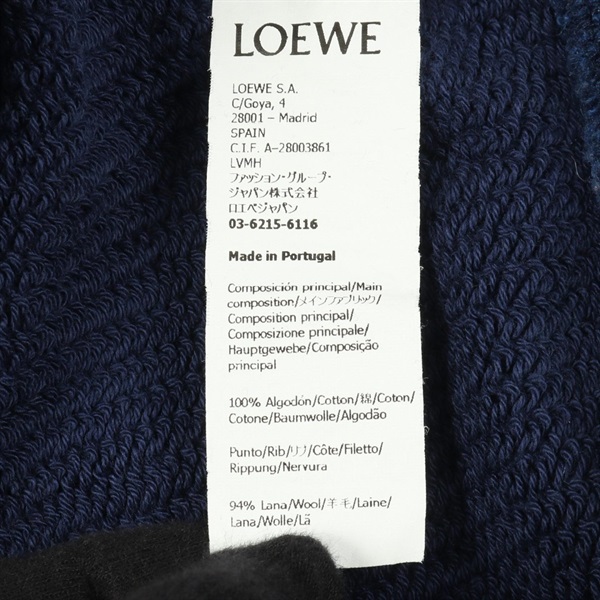 LOEWE
LOEWE S.A.
C/Goya, 4
28001 – Madrid
SPAIN
C.I.F. A–28003861
LVMH
ファッション・グループ・
ジャパン株式会社
ロエベジャパン
03-6215-6116
Made in Portugal
Composición principal/Main
composition/メインファブリック/
Composition principal/
Composizione principale/
Hauptgewebe/Composição
principal
100% Algodón/Cotton/綿/Coton/
Cotone/Baumwolle/Algodão
Punto/Rib/リブ/Côte/Filetto/
Rippung/Nervura
94% Lana/Wool/羊毛/Laine/
Lana/Wolle/Lã